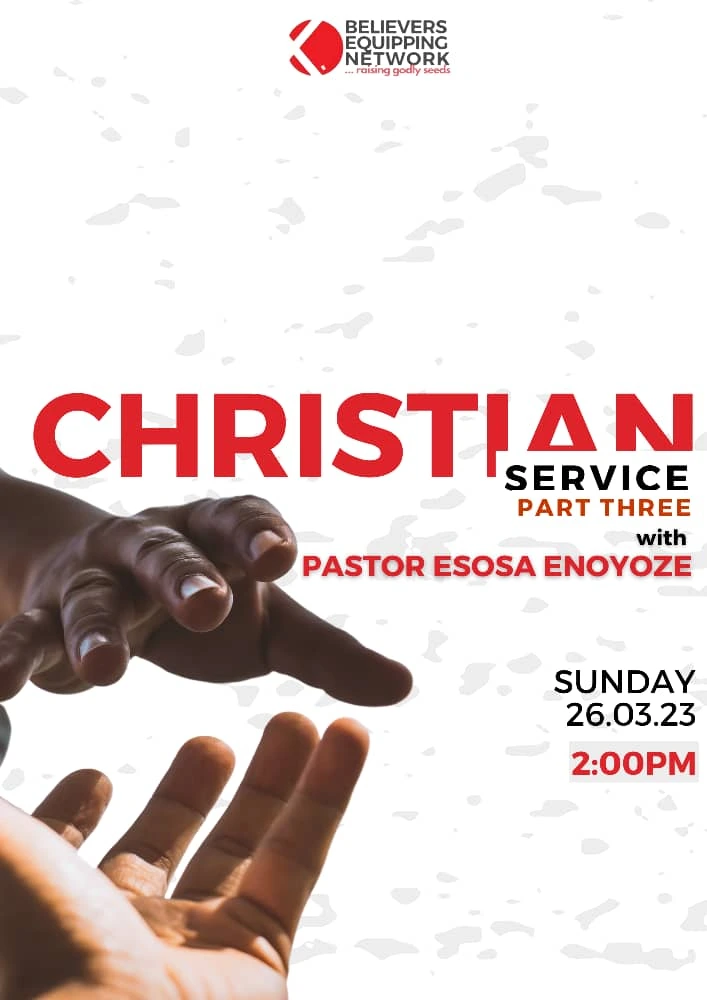 BELIEVERS
EQUIPPING
NETWORK
... raising godly seeds
CHRISTIAN
SERVICE
PART THREE
with
PASTOR ESOSA ENOYOZE
SUNDAY
26.03.23
2:00PM